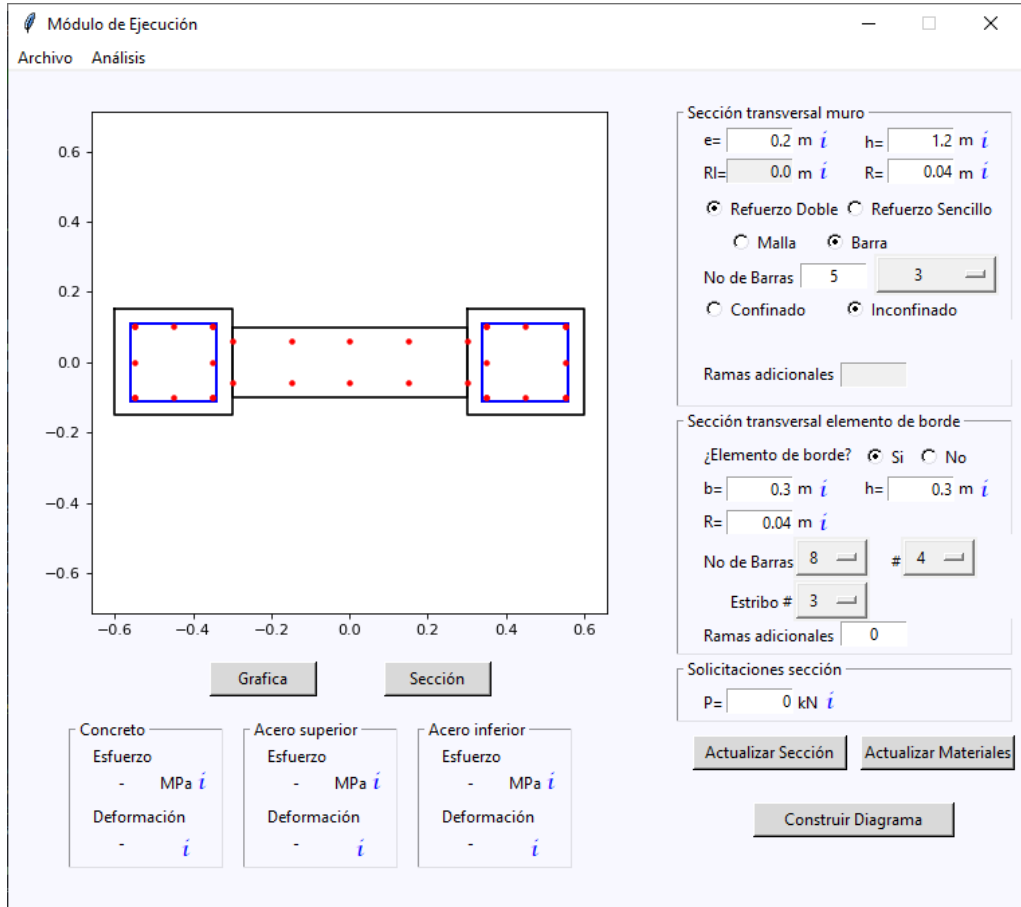 Módulo de Ejecución
Archivo Análisis
0.6
0.4
0.2
0.0
−0.2
−0.4
−0.6
−0.6 −0.4 −0.2 0.0 0.2 0.4 0.6
Grafica Sección
Concreto
Esfuerzo
- MPa i
Deformación
- i
Acero superior
Esfuerzo
- MPa i
Deformación
- i
Acero inferior
Esfuerzo
- MPa i
Deformación
- i
Sección transversal muro
e= 0.2 m i h= 1.2 m i
Rl= 0.0 m i R= 0.04 m i
Refuerzo Doble Refuerzo Sencillo
Malla Barra
No de Barras 5 3
Confinado Inconfinado
Ramas adicionales
Sección transversal elemento de borde
¿Elemento de borde? Si No
b= 0.3 m i h= 0.3 m i
R= 0.04 m i
No de Barras 8 # 4
Estribo # 3
Ramas adicionales 0
Solicitaciones sección
P= 0 kN i
Actualizar Sección Actualizar Materiales
Construir Diagrama